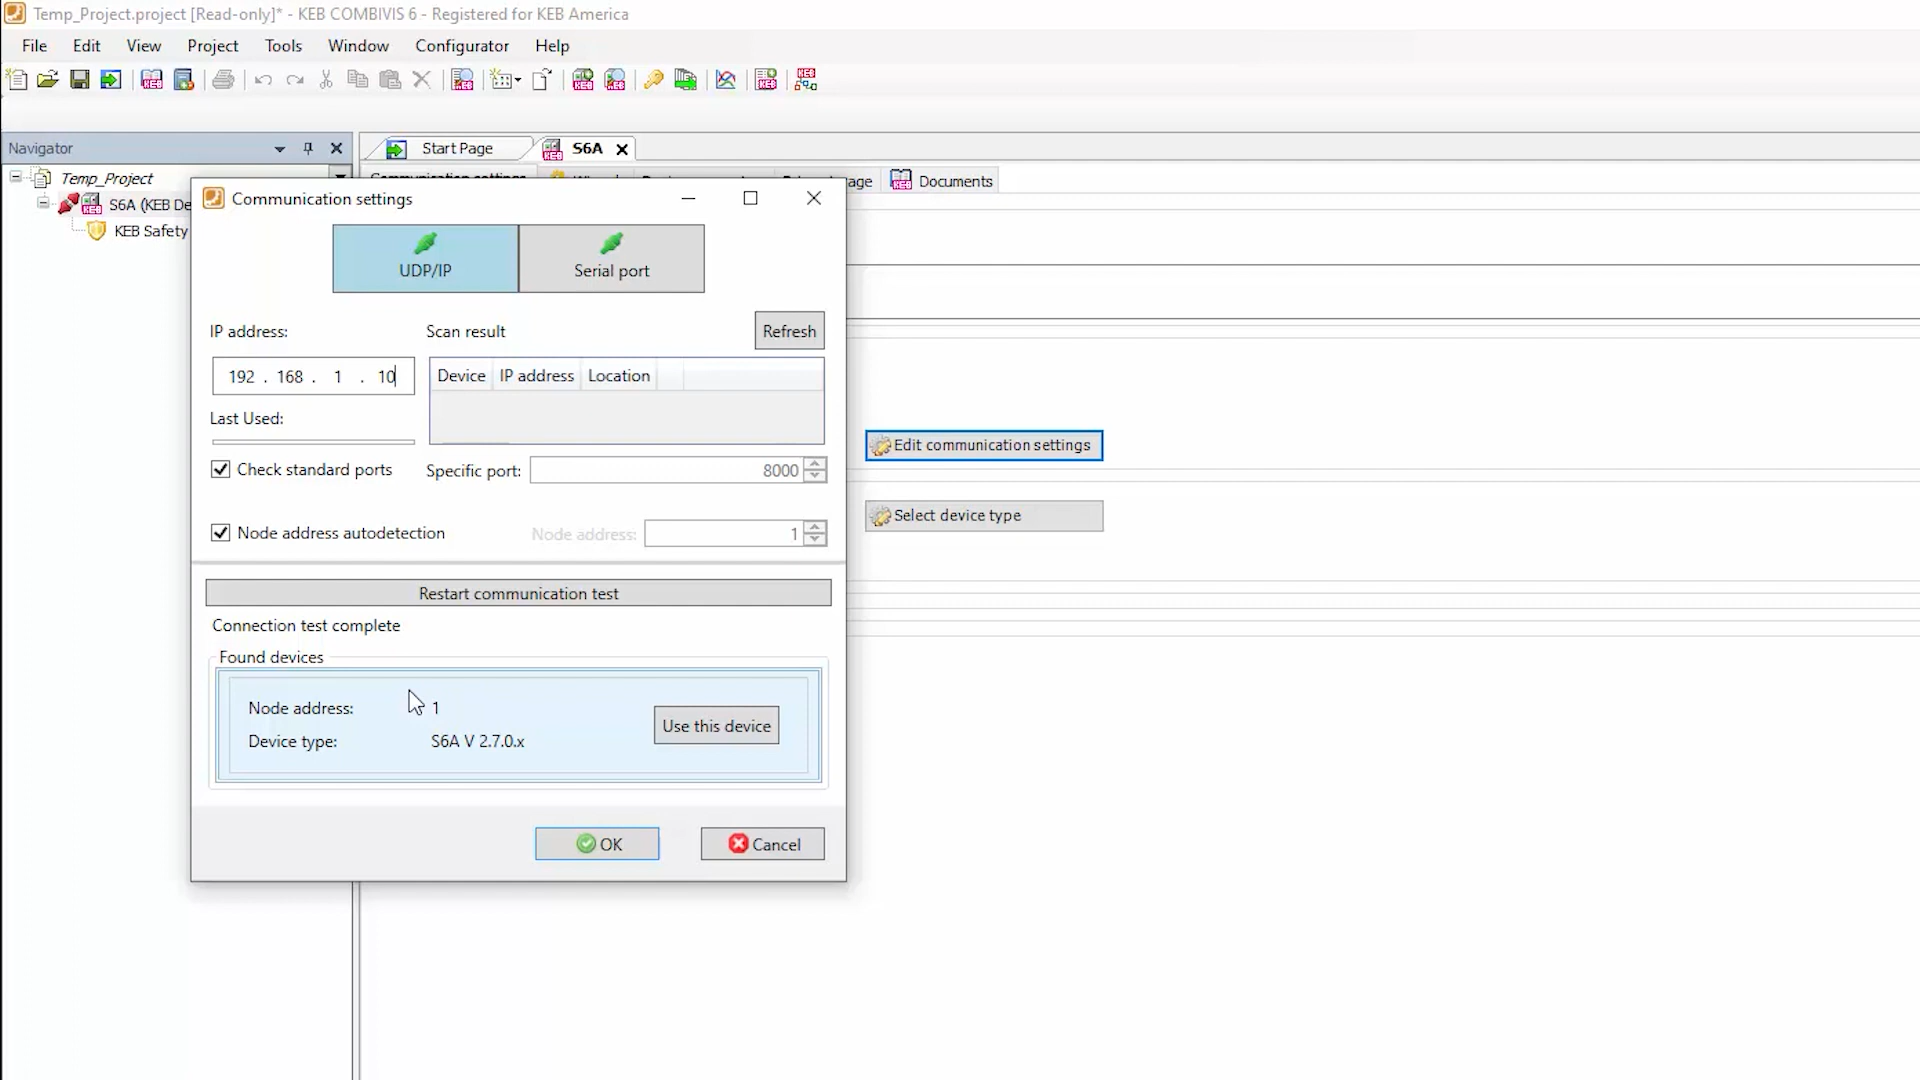 Temp_Project.project [Read-only]* - KEB COMBIVIS 6 - Registered for KEB America
File Edit View Project Tools Window Configurator Help
Navigator
Start Page
S6A
Temp_Project
Documents
S6A (KEB De
KEB Safety
Communication settings
UDP/IP
Serial port
IP address:
Scan result
Refresh
192 . 168 . 1 . 10
Device IP address Location
Last Used:
Check standard ports
Specific port: 8000
Node address autodetection
Node address: 1
Restart communication test
Connection test complete
Found devices
Node address: 1
Device type: S6A V 2.7.0.x
Use this device
OK
Cancel
Edit communication settings
Select device type